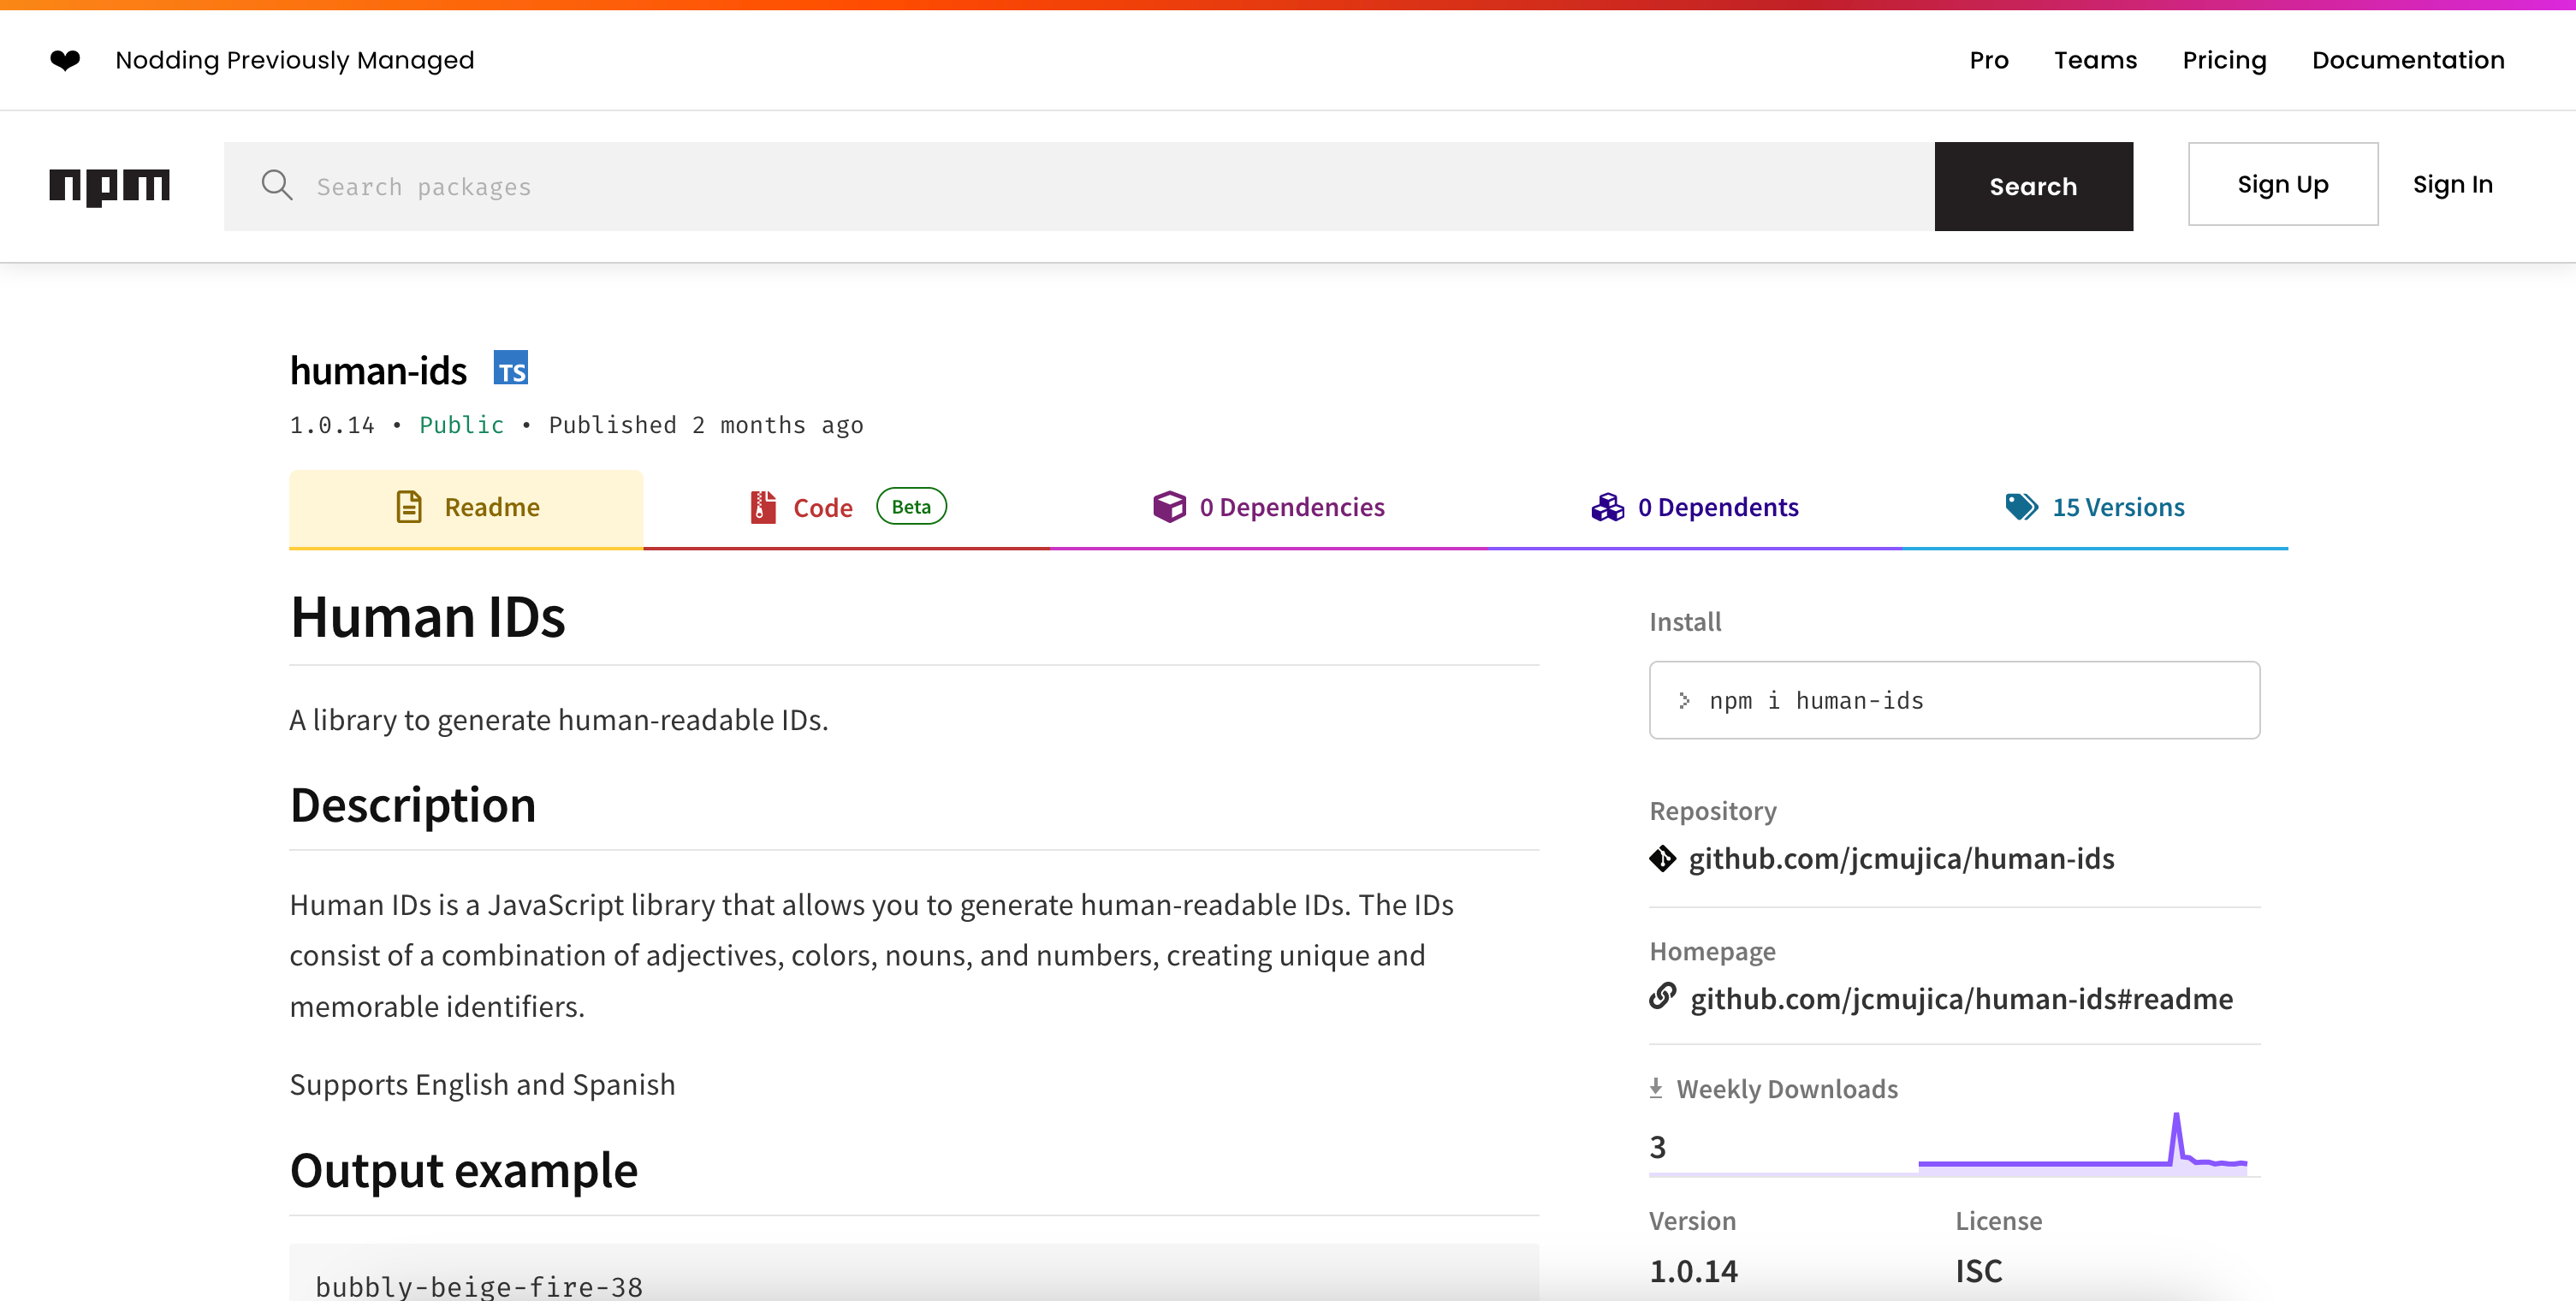 ❤ Nodding Previously Managed
Pro Teams Pricing Documentation
npm
Search packages
Search
Sign Up
Sign In
human-ids TS
1.0.14 • Public • Published 2 months ago
Readme
Code Beta
0 Dependencies
0 Dependents
15 Versions
Human IDs
A library to generate human-readable IDs.
Description
Human IDs is a JavaScript library that allows you to generate human-readable IDs. The IDs
consist of a combination of adjectives, colors, nouns, and numbers, creating unique and
memorable identifiers.
Supports English and Spanish
Output example
bubbly-beige-fire-38
Install
> npm i human-ids
Repository
github.com/jcmujica/human-ids
Homepage
github.com/jcmujica/human-ids#readme
Weekly Downloads
3
Version
1.0.14
License
ISC